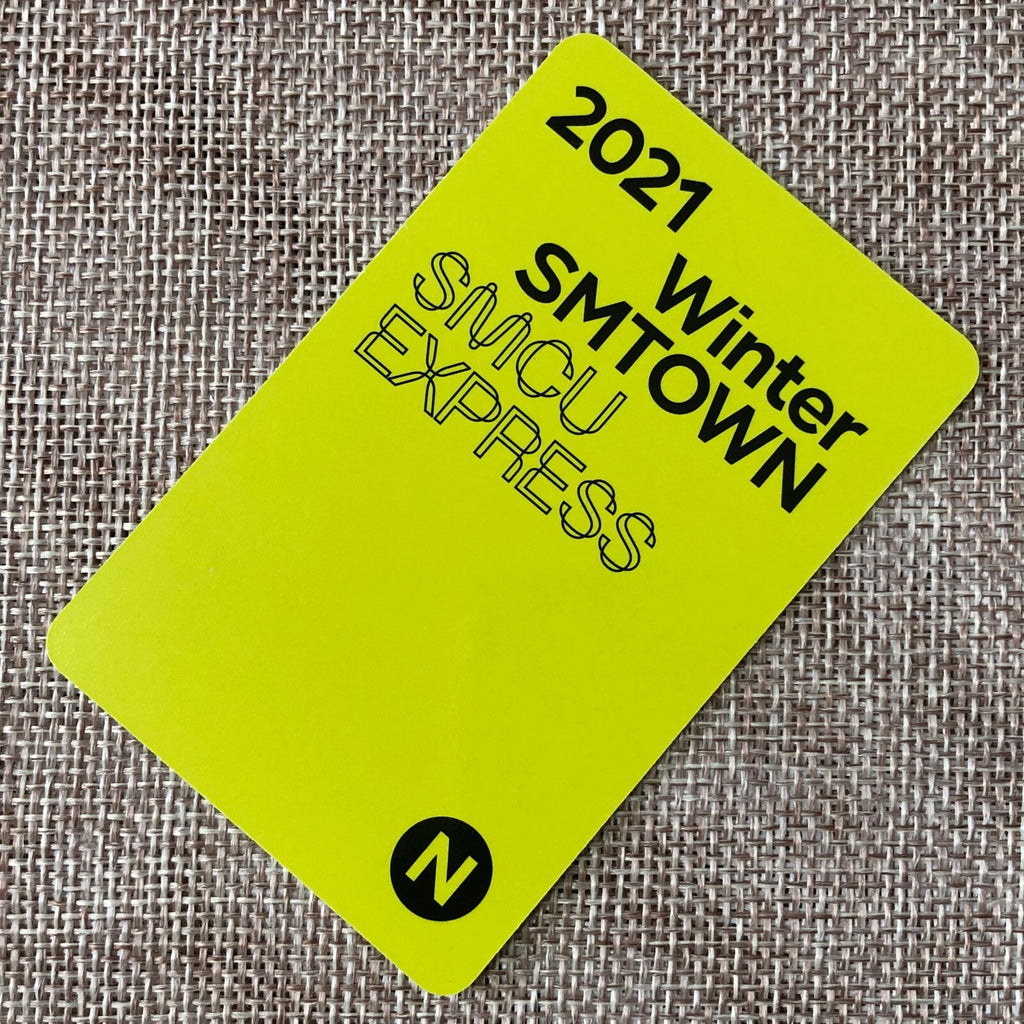 2021
Winter
SMTOWN
SMCU
EXPRESS
N